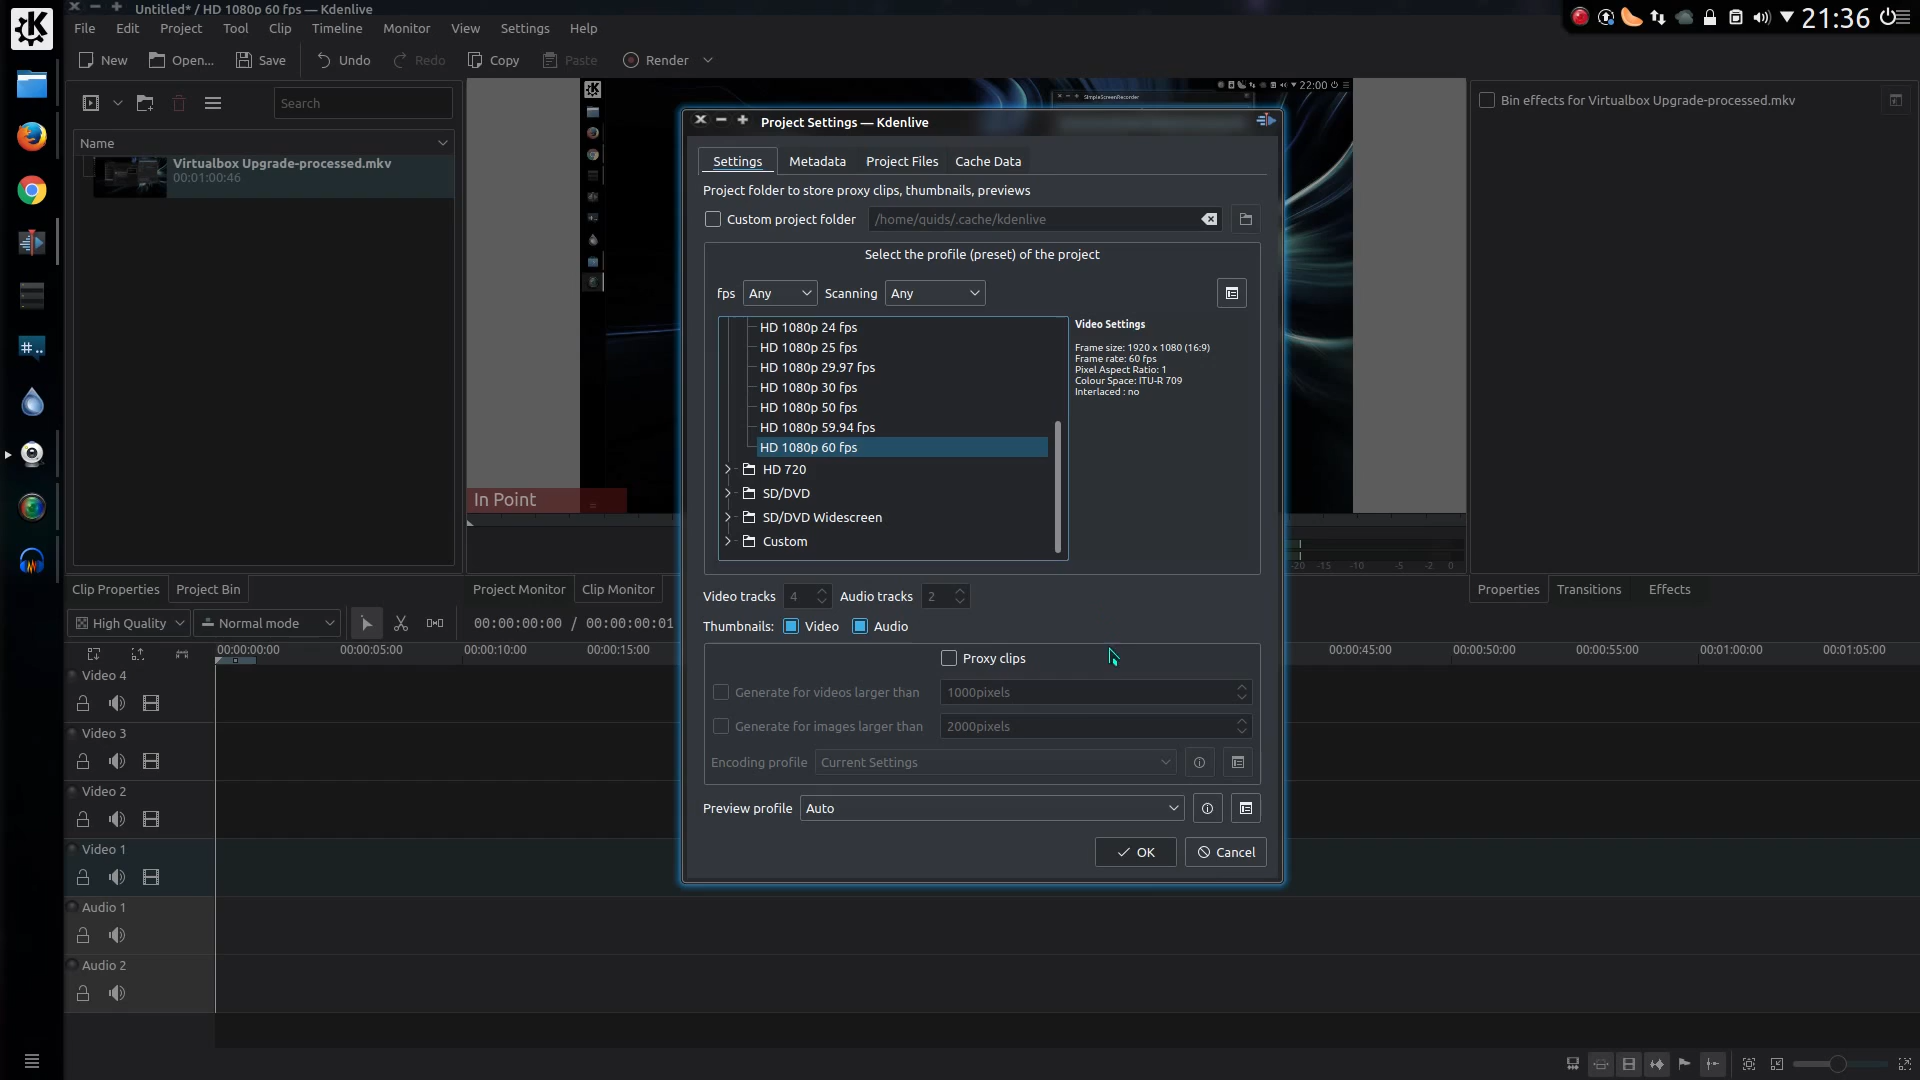 Untitled* / HD 1080p 60 fps — Kdenlive
21:36
File Edit Project Tool Clip Timeline Monitor View Settings Help
New Open... Save Undo Redo Copy Paste Render
Search
Name
Virtualbox Upgrade-processed.mkv
00:01:00:46
22:00
SimpleScreenRecorder
Bin effects for Virtualbox Upgrade-processed.mkv
Project Settings — Kdenlive
Settings Metadata Project Files Cache Data
Project folder to store proxy clips, thumbnails, previews
Custom project folder /home/quids/.cache/kdenlive
Select the profile (preset) of the project
fps Any Scanning Any
HD 1080p 24 fps
HD 1080p 25 fps
HD 1080p 29.97 fps
HD 1080p 30 fps
HD 1080p 50 fps
HD 1080p 59.94 fps
HD 1080p 60 fps
HD 720
SD/DVD
SD/DVD Widescreen
Custom
Video Settings
Frame size: 1920 x 1080 (16:9)
Frame rate: 60 fps
Pixel Aspect Ratio: 1
Colour Space: ITU-R 709
Interlaced : no
In Point
-20 -15 -10 -5 -2 0
Video tracks 4 Audio tracks 2
Thumbnails: Video Audio
Proxy clips
Generate for videos larger than 1000pixels
Generate for images larger than 2000pixels
Encoding profile Current Settings
Preview profile Auto
OK Cancel
Clip Properties Project Bin
Project Monitor Clip Monitor
Properties Transitions Effects
High Quality Normal mode 00:00:00:00 / 00:00:00:01
00:00:00:00 00:00:05:00 00:00:10:00 00:00:15:00 00:00:45:00 00:00:50:00 00:00:55:00 00:01:00:00 00:01:05:00
Video 4
Video 3
Video 2
Video 1
Audio 1
Audio 2